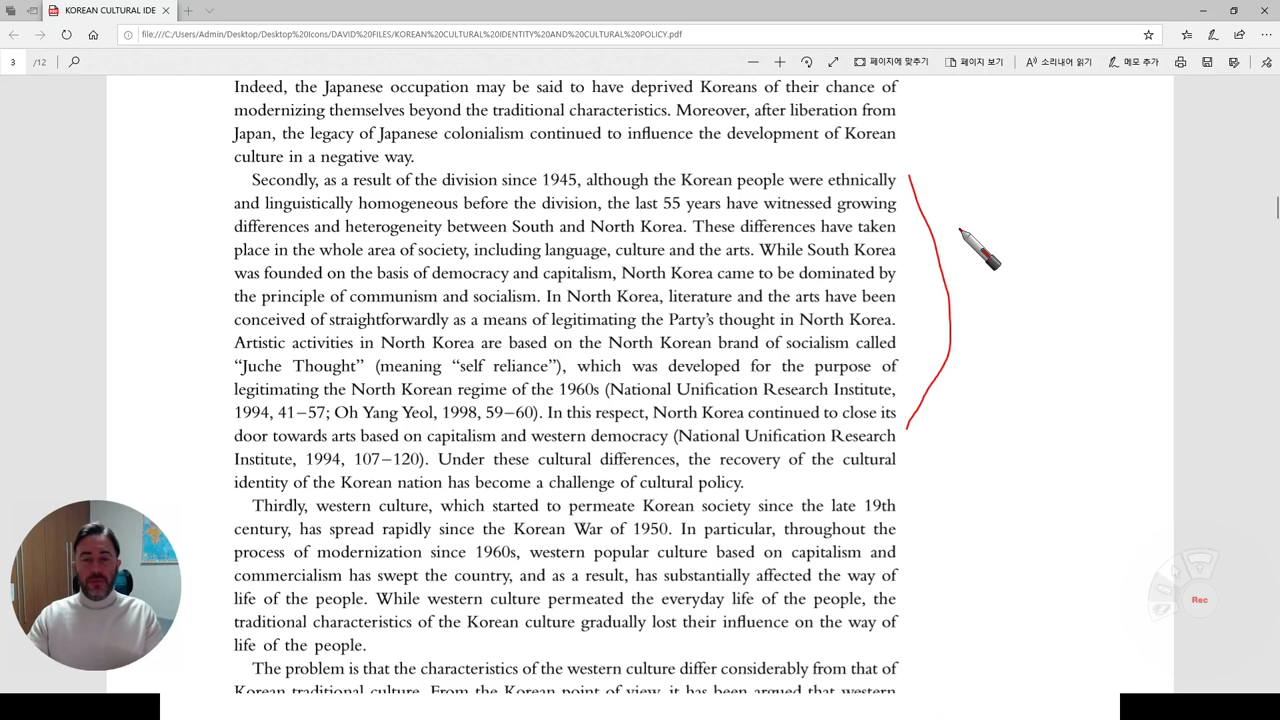 KOREAN CULTURAL IDE
file:///C:/Users/Admin/Desktop/Desktop%20Icons/DAVID%20FILES/KOREAN%20CULTURAL%20IDENTITY%20AND%20CULTURAL%20POLICY.pdf
3 /12 페이지에 맞추기 페이지 보기 소리내어 읽기 메모 추가
Indeed, the Japanese occupation may be said to have deprived Koreans of their chance of
modernizing themselves beyond the traditional characteristics. Moreover, after liberation from
Japan, the legacy of Japanese colonialism continued to influence the development of Korean
culture in a negative way.
Secondly, as a result of the division since 1945, although the Korean people were ethnically
and linguistically homogeneous before the division, the last 55 years have witnessed growing
differences and heterogeneity between South and North Korea. These differences have taken
place in the whole area of society, including language, culture and the arts. While South Korea
was founded on the basis of democracy and capitalism, North Korea came to be dominated by
the principle of communism and socialism. In North Korea, literature and the arts have been
conceived of straightforwardly as a means of legitimating the Party's thought in North Korea.
Artistic activities in North Korea are based on the North Korean brand of socialism called
“Juche Thought” (meaning “self reliance”), which was developed for the purpose of
legitimating the North Korean regime of the 1960s (National Unification Research Institute,
1994, 41–57; Oh Yang Yeol, 1998, 59–60). In this respect, North Korea continued to close its
door towards arts based on capitalism and western democracy (National Unification Research
Institute, 1994, 107–120). Under these cultural differences, the recovery of the cultural
identity of the Korean nation has become a challenge of cultural policy.
Thirdly, western culture, which started to permeate Korean society since the late 19th
century, has spread rapidly since the Korean War of 1950. In particular, throughout the
process of modernization since 1960s, western popular culture based on capitalism and
commercialism has swept the country, and as a result, has substantially affected the way of
life of the people. While western culture permeated the everyday life of the people, the
traditional characteristics of the Korean culture gradually lost their influence on the way of
life of the people.
The problem is that the characteristics of the western culture differ considerably from that of
Korean traditional culture. From the Korean point of view, it has been argued that western
Rec